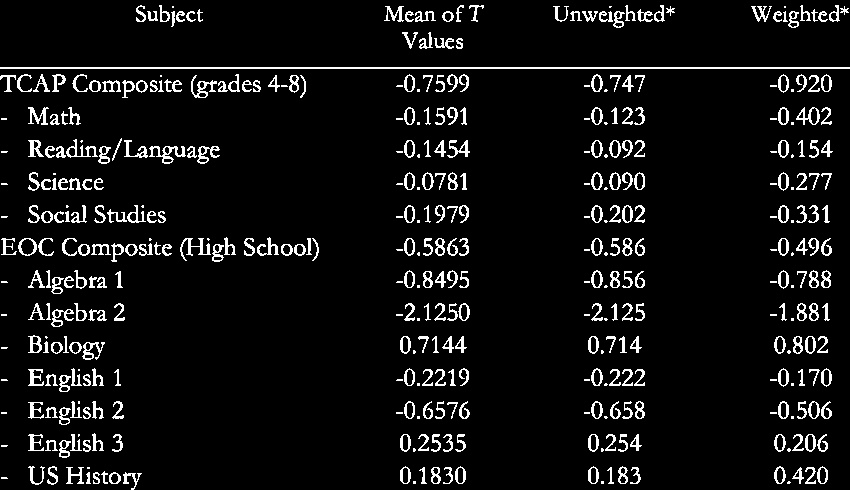 Subject Mean of T Values Unweighted* Weighted*
TCAP Composite (grades 4-8) -0.7599 -0.747 -0.920
- Math -0.1591 -0.123 -0.402
- Reading/Language -0.1454 -0.092 -0.154
- Science -0.0781 -0.090 -0.277
- Social Studies -0.1979 -0.202 -0.331
EOC Composite (High School) -0.5863 -0.586 -0.496
- Algebra 1 -0.8495 -0.856 -0.788
- Algebra 2 -2.1250 -2.125 -1.881
- Biology 0.7144 0.714 0.802
- English 1 -0.2219 -0.222 -0.170
- English 2 -0.6576 -0.658 -0.506
- English 3 0.2535 0.254 0.206
- US History 0.1830 0.183 0.420